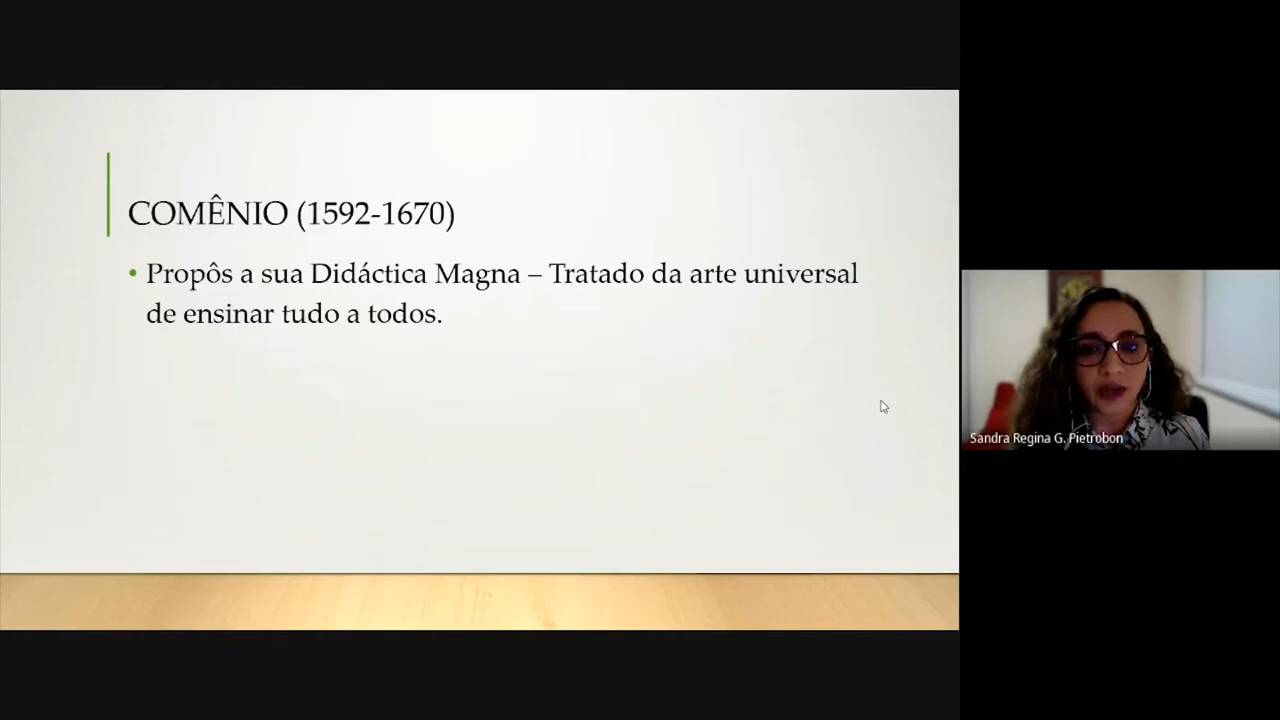 COMÊNIO (1592-1670)
• Propôs a sua Didáctica Magna – Tratado da arte universal
de ensinar tudo a todos.
Sandra Regina G. Pietrobon